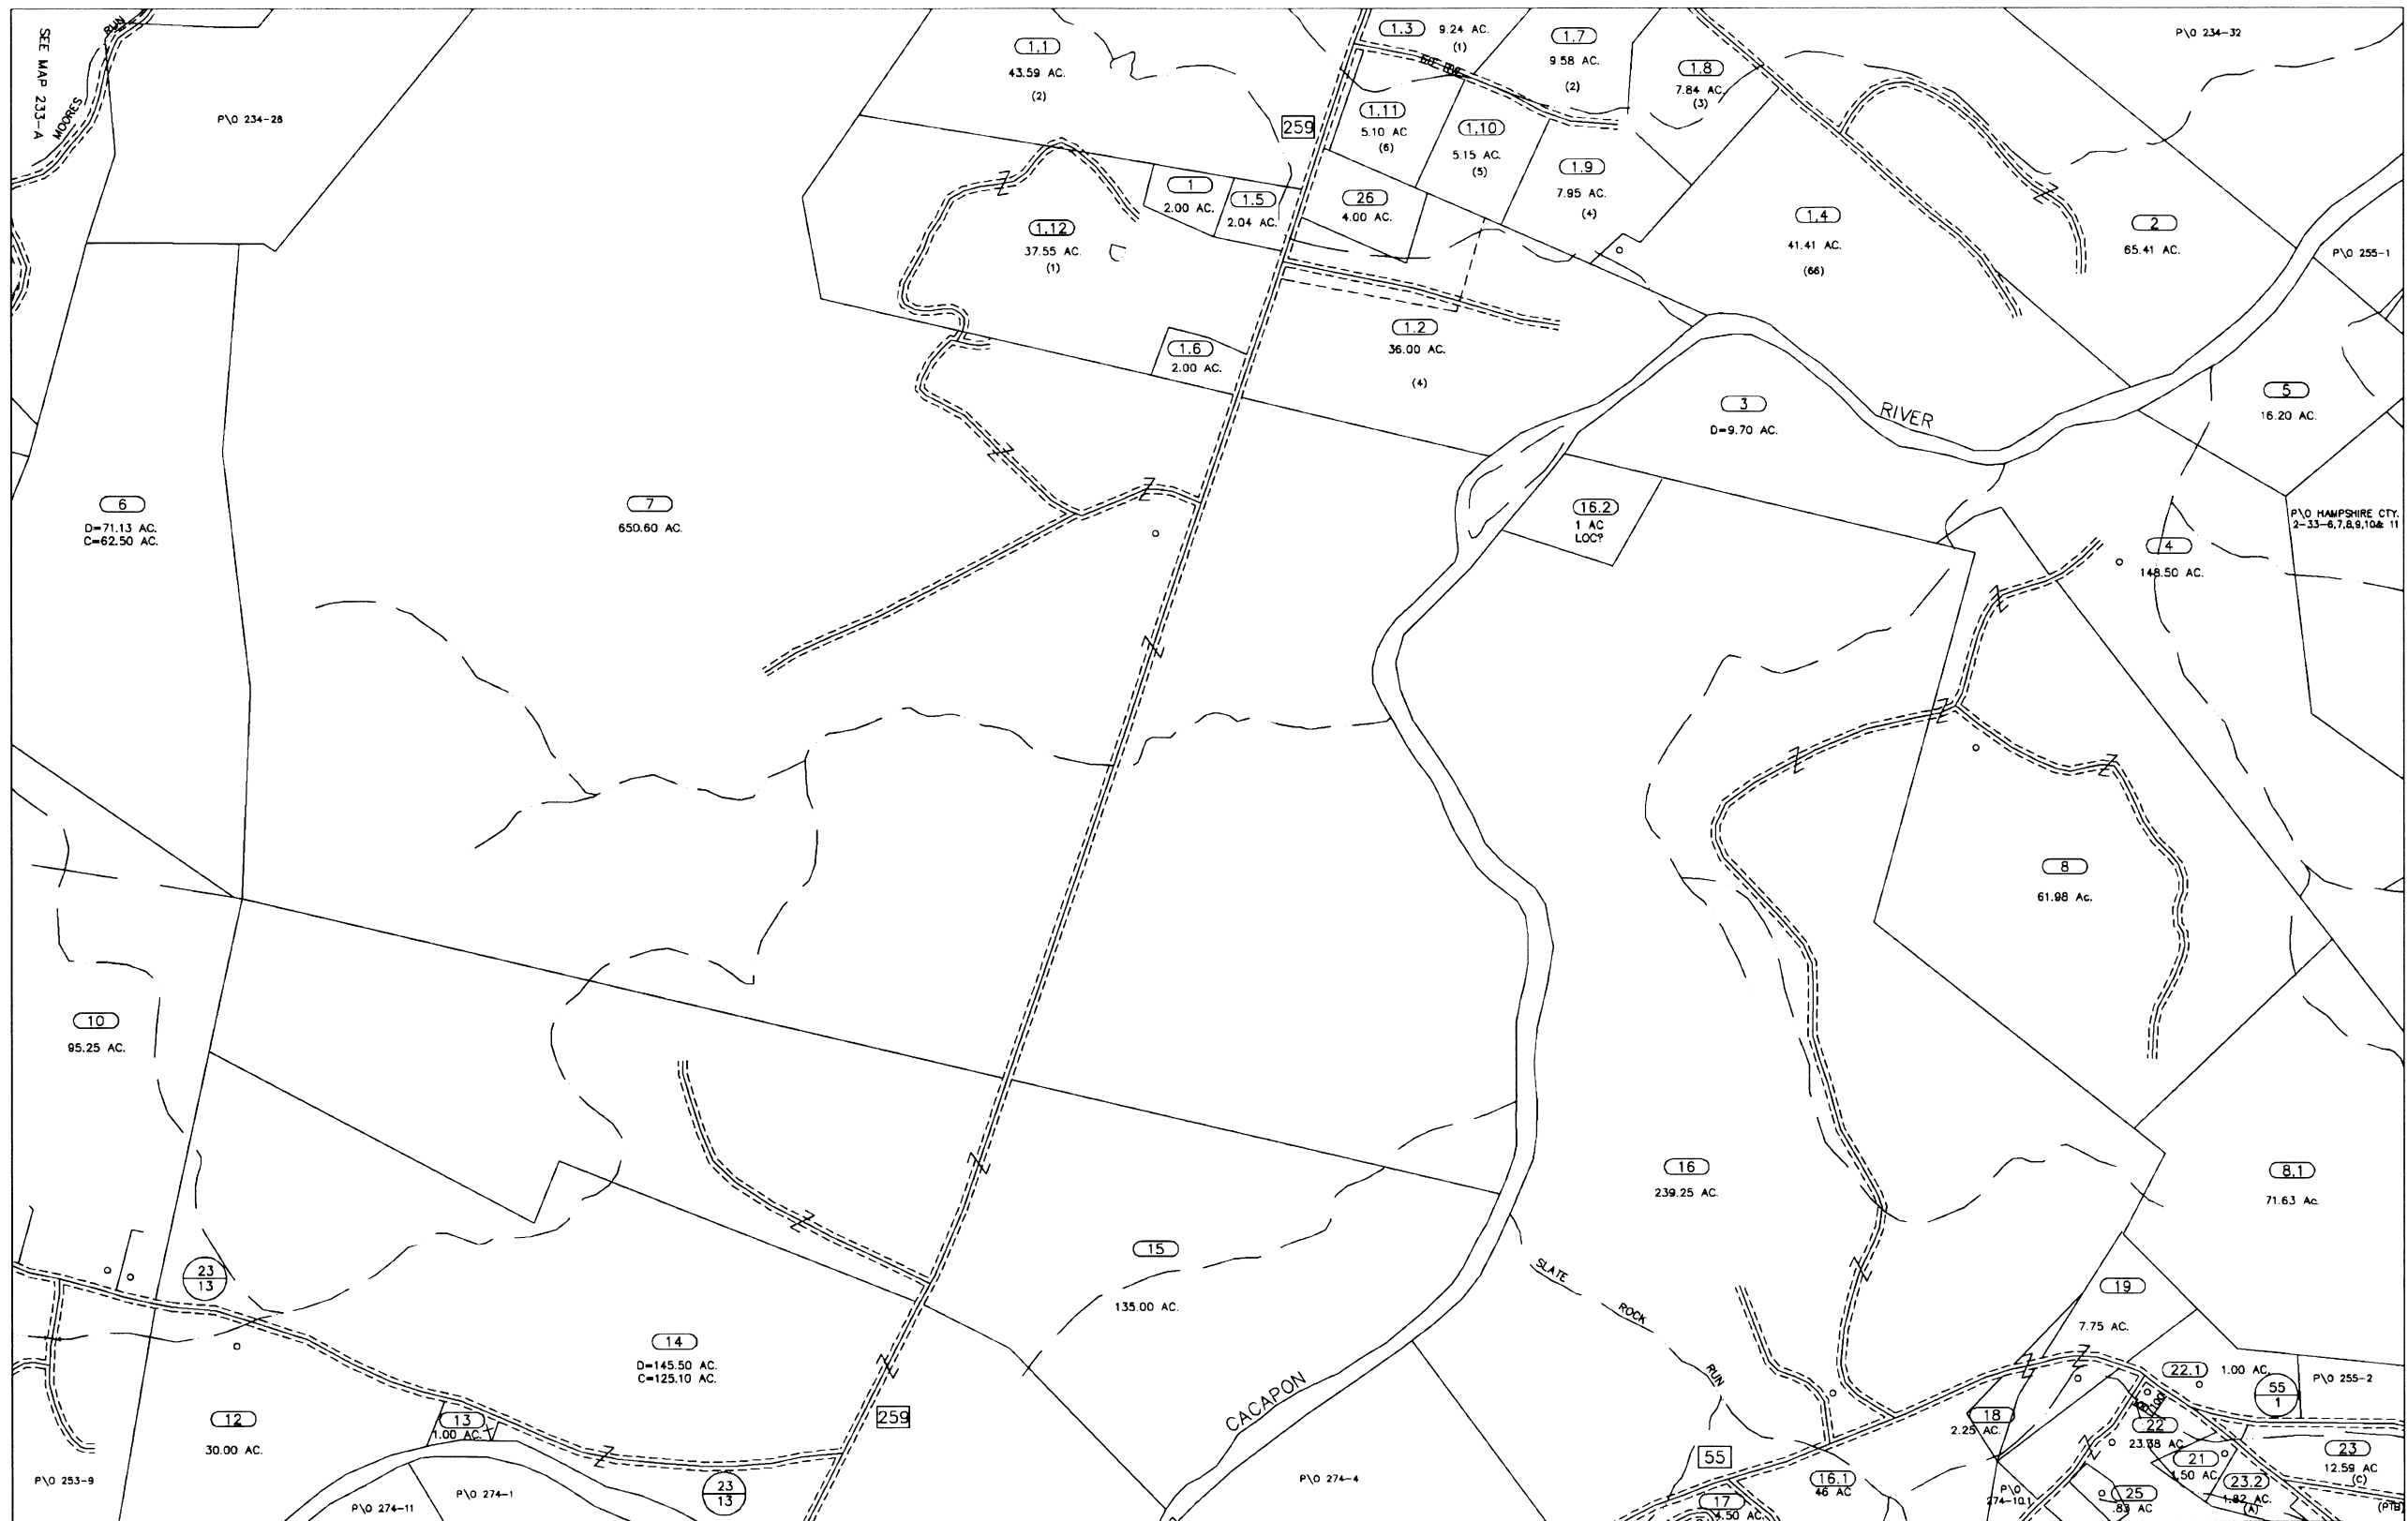 SEE MAP 233-A
MOORES
RUN
P\O 234-28
1.1
43.59 AC.
(2)
259
1.3
9.24 AC.
(1)
1.7
9.58 AC.
(2)
1.8
7.84 AC.
(3)
P\O 234-32
1.11
5.10 AC
(6)
1.10
5.15 AC.
(5)
1.9
7.95 AC.
(4)
1
2.00 AC.
1.5
2.04 AC.
26
4.00 AC.
1.12
37.55 AC.
(1)
1.4
41.41 AC.
(66)
2
65.41 AC.
P\O 255-1
1.6
2.00 AC.
1.2
36.00 AC.
(4)
3
D=9.70 AC.
RIVER
5
16.20 AC.
6
D=71.13 AC.
C=62.50 AC.
7
650.60 AC.
16.2
1 AC
LOC?
P\O HAMPSHIRE CTY.
2-33-6,7,8,9,10& 11
4
148.50 AC.
8
61.98 Ac.
10
95.25 AC.
16
239.25 AC.
8.1
71.63 Ac.
15
135.00 AC.
SLATE
ROCK
RUN
23
13
19
7.75 AC.
14
D=145.50 AC.
C=125.10 AC.
22.1
1.00 AC.
55
1
P\O 255-2
CACAPON
259
12
30.00 AC.
13
1.00 AC.
18
2.25 AC.
22
23.38 AC
23
12.59 AC
(C)
P\O 253-9
P\O 274-11
P\O 274-1
23
13
P\O 274-4
55
16.1
46 AC
17
4.50 AC.
P\O
274-10.1
25
.83 AC
21
1.50 AC.
23.2
1.82 AC.
(A)